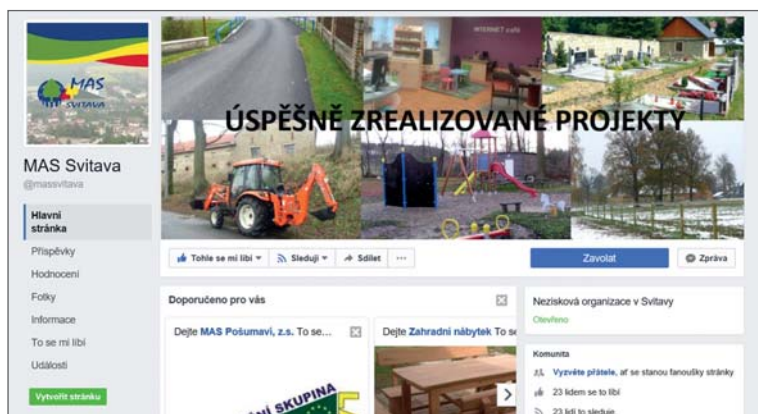 MAS
SVITAVA
INTERNET café
ÚSPĚŠNĚ ZREALIZOVANÉ PROJEKTY
MAS Svitava
@massvitava
Hlavní
stránka
Příspěvky
Hodnocení
Fotky
Informace
To se mi líbí
Události
Vytvořit stránku
Tohle se mi líbí
Sleduji
Sdílet
...
Zavolat
Zpráva
Doporučeno pro vás
Dejte MAS Pošumaví, z.s. To se...
Dejte Zahradní nábytek To se
NÍ SKUPINA
Nezisková organizace v Svitavy
Otevřeno
Komunita
Vyzvěte přátele, ať se stanou fanoušky stránky
23 lidem se to líbí
23 lidí to sleduje